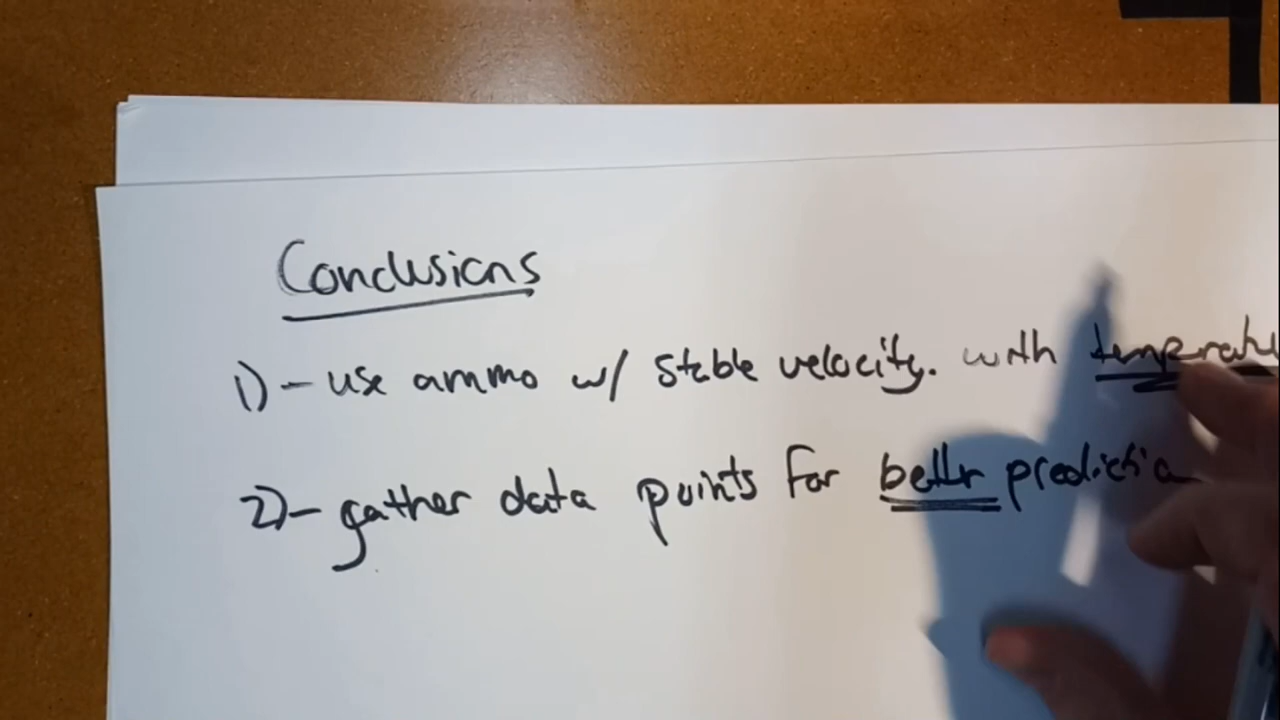 Conclusions
1) - use ammo w/ stable velocity. with
2) - gather data points for better